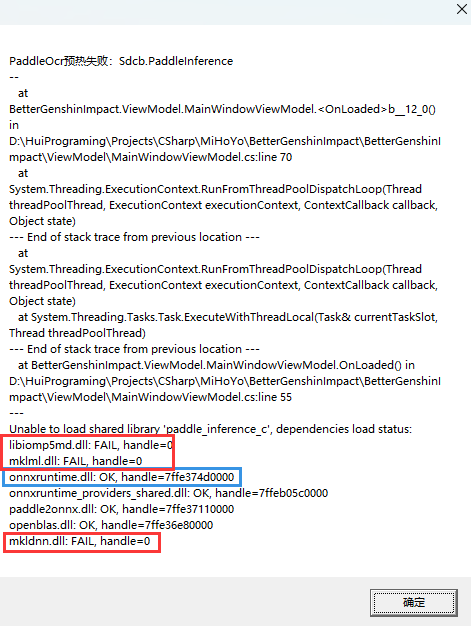 PaddleOcr预热失败：Sdcb.PaddleInference
--
at
BetterGenshinImpact.ViewModel.MainWindowViewModel.<OnLoaded>b__12_0()
in
D:\HuiPrograming\Projects\CSharp\MiHoYo\BetterGenshinImpact\BetterGenshinI
mpact\ViewModel\MainWindowViewModel.cs:line 70
at
System.Threading.ExecutionContext.RunFromThreadPoolDispatchLoop(Thread
threadPoolThread, ExecutionContext executionContext, ContextCallback callback,
Object state)
--- End of stack trace from previous location ---
at
System.Threading.ExecutionContext.RunFromThreadPoolDispatchLoop(Thread
threadPoolThread, ExecutionContext executionContext, ContextCallback callback,
Object state)
at System.Threading.Tasks.Task.ExecuteWithThreadLocal(Task& currentTaskSlot,
Thread threadPoolThread)
--- End of stack trace from previous location ---
at BetterGenshinImpact.ViewModel.MainWindowViewModel.OnLoaded() in
D:\HuiPrograming\Projects\CSharp\MiHoYo\BetterGenshinImpact\BetterGenshinI
mpact\ViewModel\MainWindowViewModel.cs:line 55
---
Unable to load shared library 'paddle_inference_c', dependencies load status:
libiomp5md.dll: FAIL, handle=0
mklml.dll: FAIL, handle=0
onnxruntime.dll: OK, handle=7ffe374d0000
onnxruntime_providers_shared.dll: OK, handle=7ffeb05c0000
paddle2onnx.dll: OK, handle=7ffe37110000
openblas.dll: OK, handle=7ffe36e80000
mkldnn.dll: FAIL, handle=0
确定